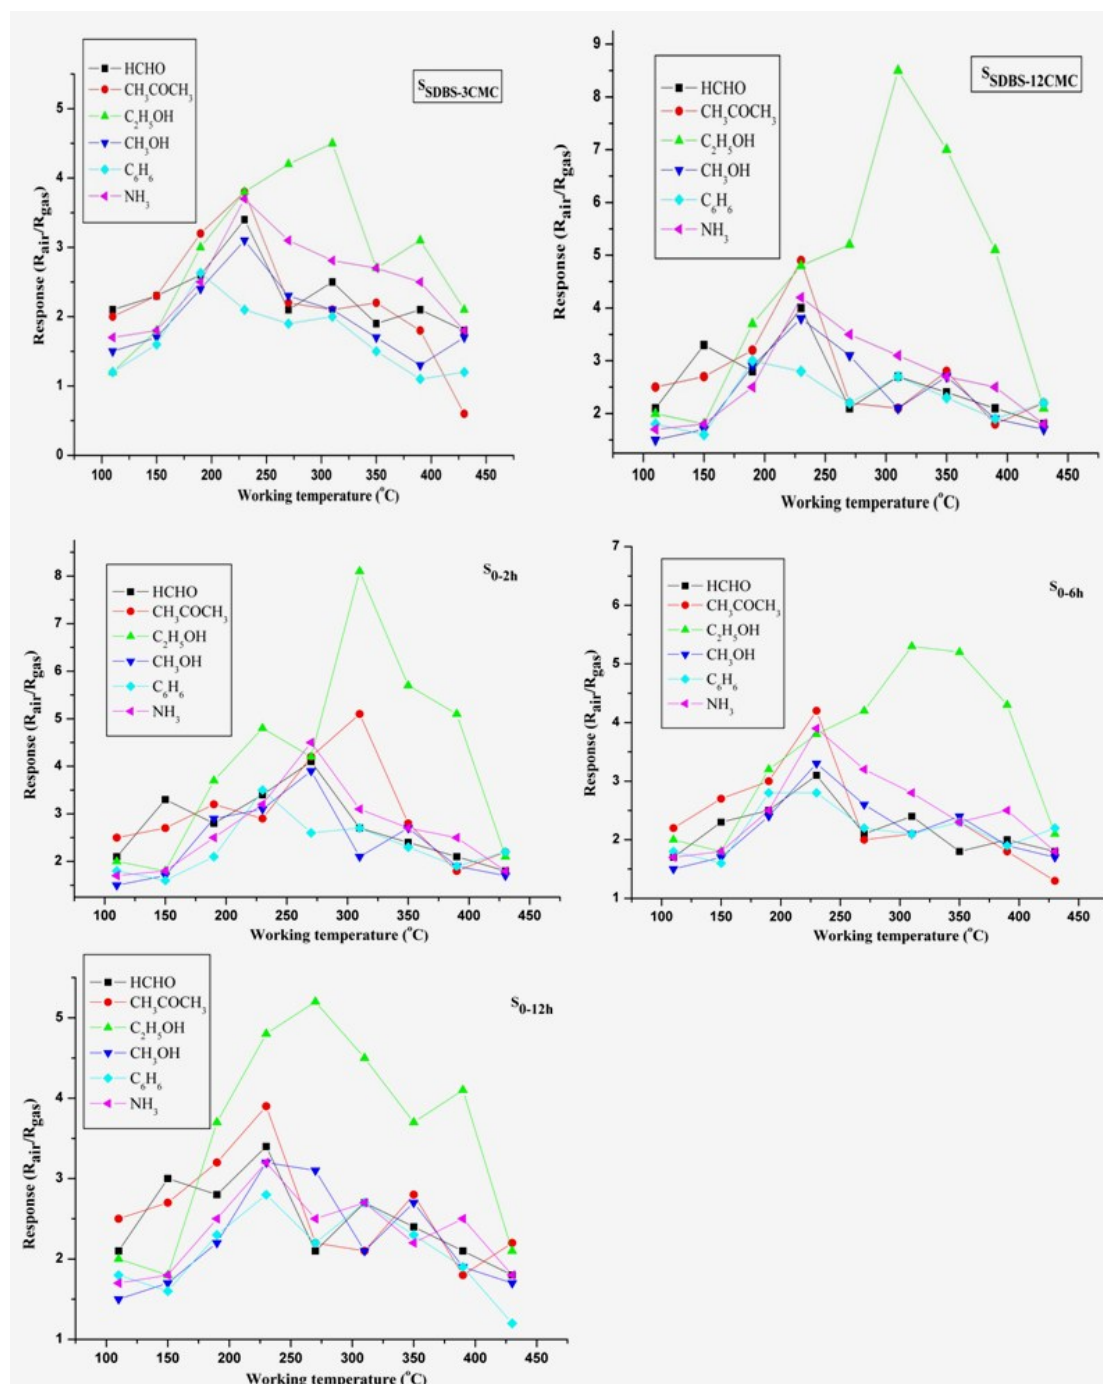 HCHO
CH3COCH3
C2H5OH
CH3OH
C6H6
NH3
SSDBS-3CMC
5
4
3
2
1
0
Response (Rair/Rgas)
100 150 200 250 300 350 400 450
Working temperature (°C)
HCHO
CH3COCH3
C2H5OH
CH3OH
C6H6
NH3
SSDBS-12CMC
9
8
7
6
5
4
3
2
Response (Rair/Rgas)
100 150 200 250 300 350 400 450
Working temperature (°C)
HCHO
CH3COCH3
C2H5OH
CH3OH
C6H6
NH3
S0-2h
8
7
6
5
4
3
2
Response (Rair/Rgas)
100 150 200 250 300 350 400 450
Working temperature (°C)
HCHO
CH3COCH3
C2H5OH
CH3OH
C6H6
NH3
S0-6h
7
6
5
4
3
2
1
Response (Rair/Rgas)
100 150 200 250 300 350 400 450
Working temperature (°C)
HCHO
CH3COCH3
C2H5OH
CH3OH
C6H6
NH3
S0-12h
5
4
3
2
1
Response (Rair/Rgas)
100 150 200 250 300 350 400 450
Working temperature (°C)